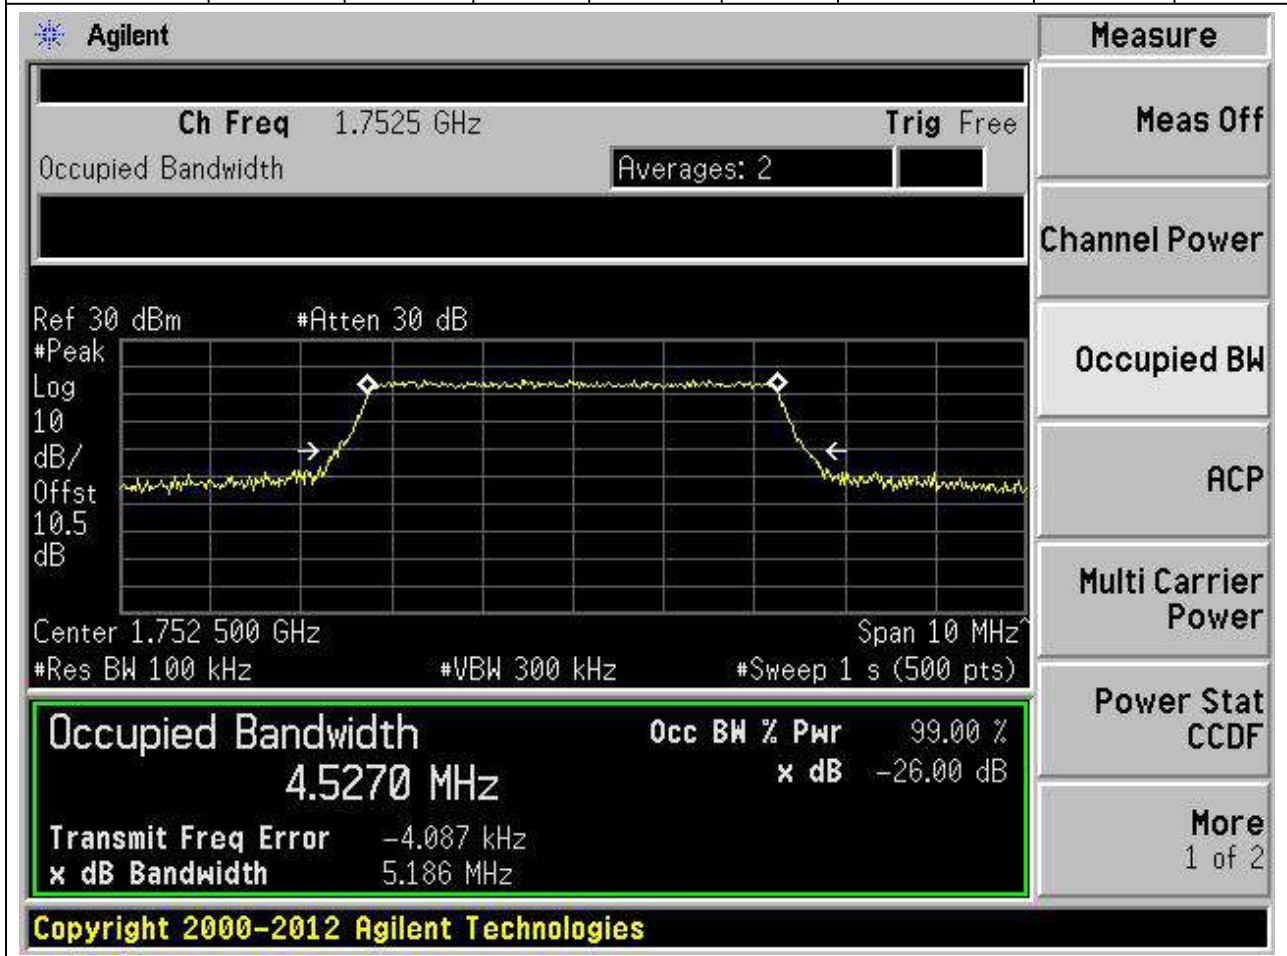 Agilent
Measure
Ch Freq 1.7525 GHz Trig Free
Meas Off
Occupied Bandwidth Averages: 2
Channel Power
Ref 30 dBm #Atten 30 dB
#Peak
Log
10
dB/
Offst
10.5
dB
Occupied BW
ACP
Center 1.752 500 GHz Span 10 MHz^
#Res BW 100 kHz #VBW 300 kHz #Sweep 1 s (500 pts)
Multi Carrier
Power
Occupied Bandwidth Occ BW % Pwr 99.00 %
4.5270 MHz x dB -26.00 dB
Transmit Freq Error -4.087 kHz
x dB Bandwidth 5.186 MHz
Power Stat
CCDF
More
1 of 2
Copyright 2000-2012 Agilent Technologies